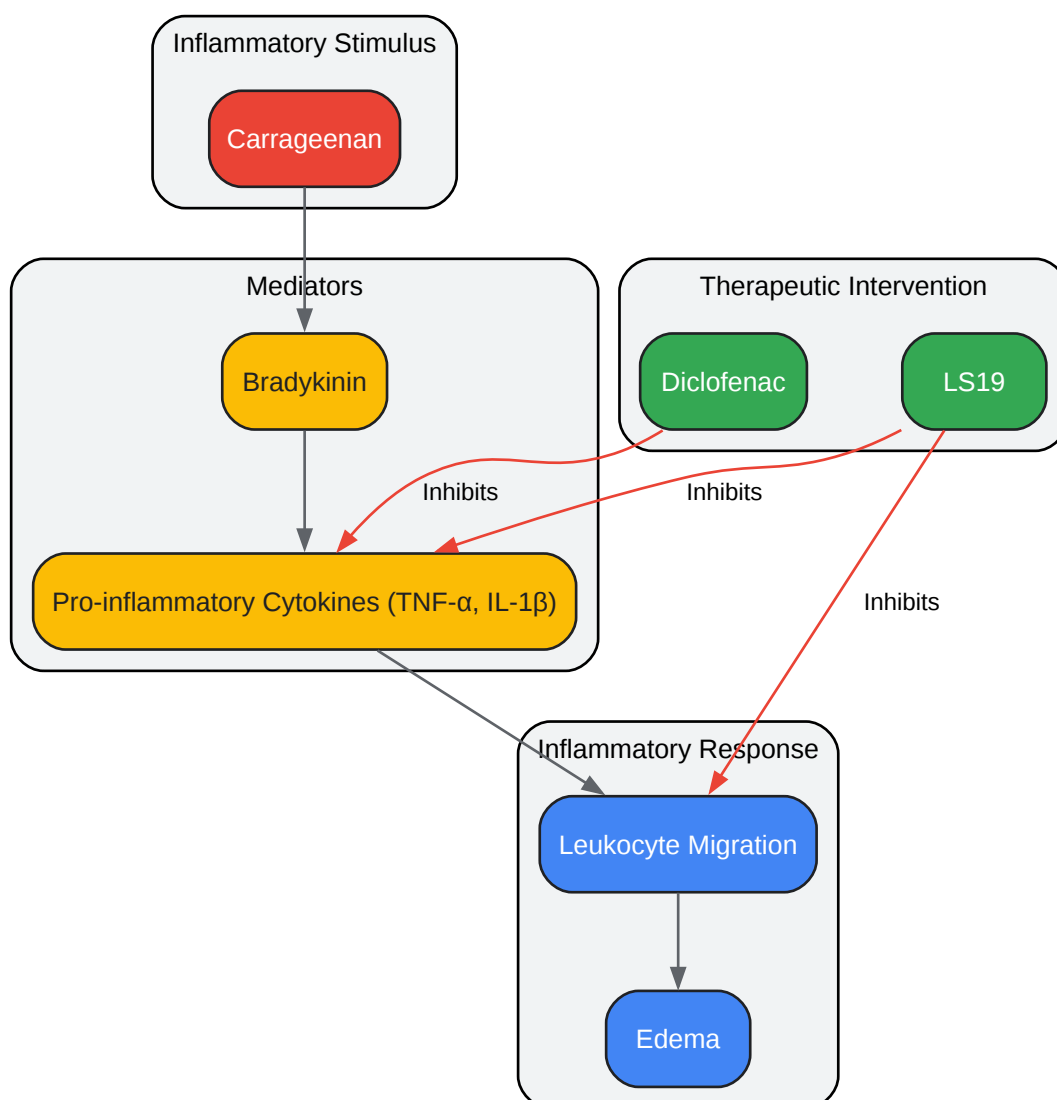 Inflammatory Stimulus
Carrageenan
Mediators
Therapeutic Intervention
Bradykinin
Diclofenac
LS19
Inhibits
Inhibits
Pro-inflammatory Cytokines (TNF-α, IL-1β)
Inhibits
Inflammatory Response
Leukocyte Migration
Edema